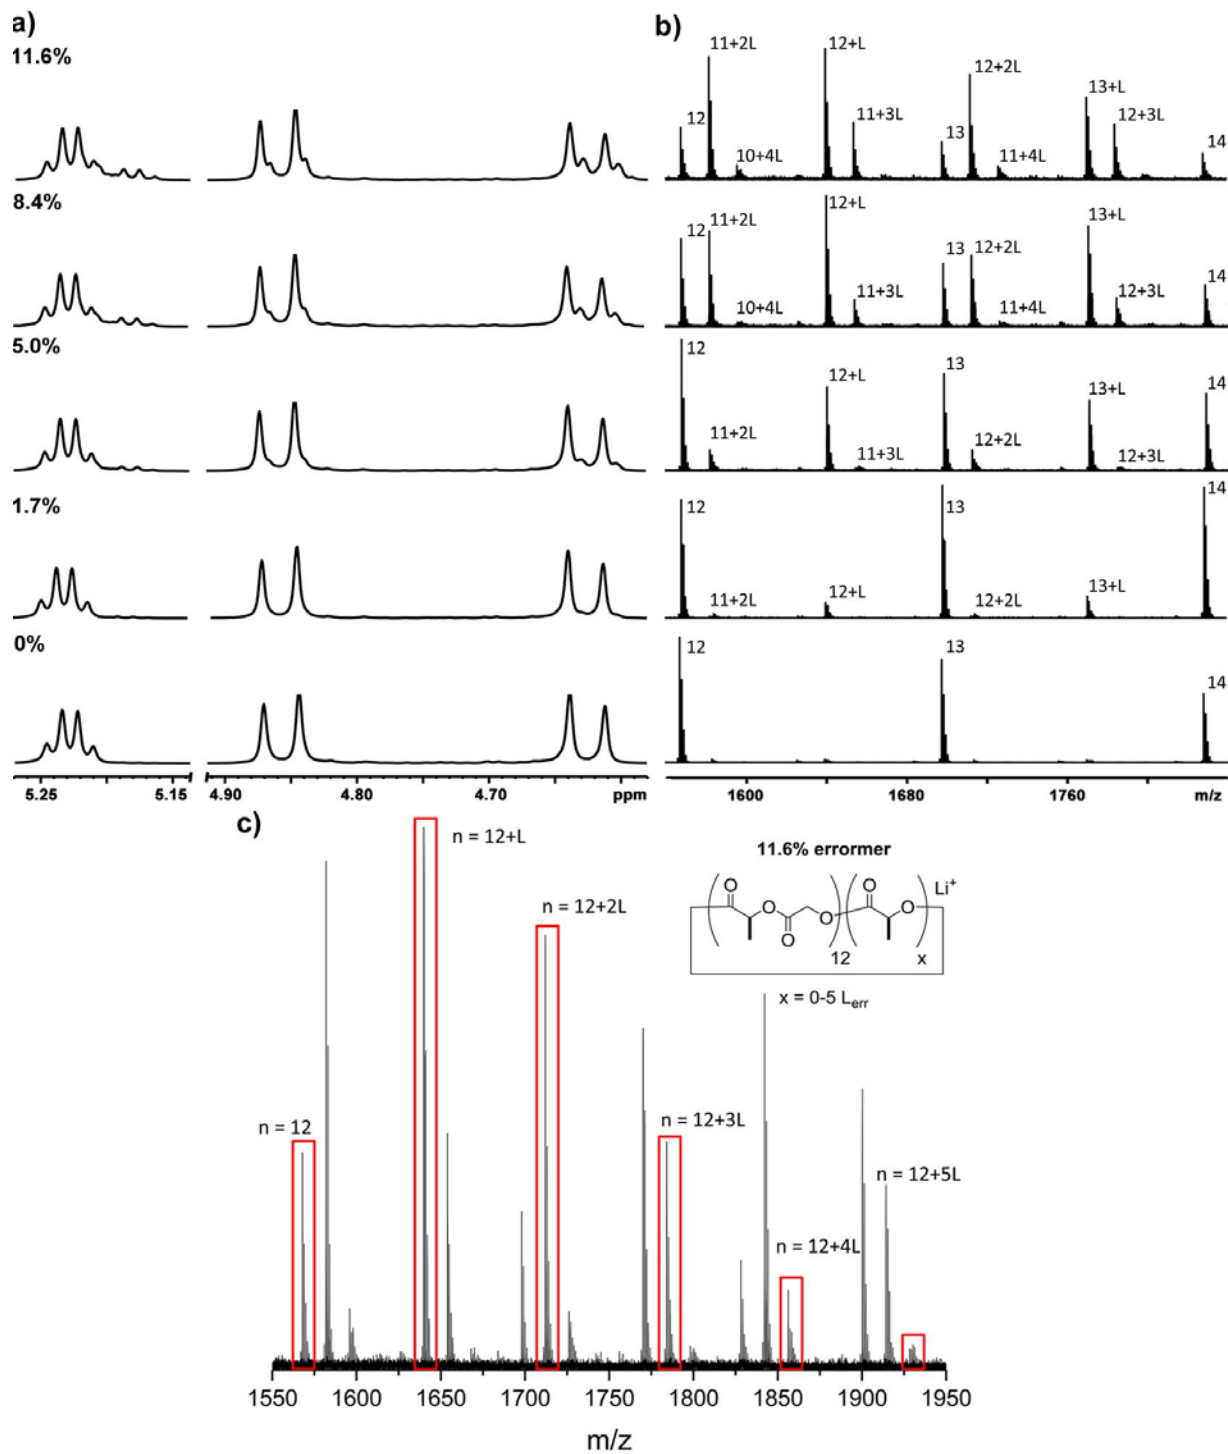 a)
b)
11.6%
12
11+2L
10+4L
12+L
11+3L
13
12+2L
11+4L
13+L
12+3L
14
8.4%
12
11+2L
10+4L
12+L
11+3L
13
12+2L
11+4L
13+L
12+3L
14
5.0%
12
11+2L
12+L
11+3L
13
12+2L
13+L
12+3L
14
1.7%
12
11+2L
12+L
13
12+2L
13+L
14
0%
12
13
14
5.25 5.15 4.90 4.80 4.70 ppm
1600 1680 1760 m/z
c)
n = 12+L
11.6% errormer
n = 12+2L
O O O O O O Li+
12 x
x = 0-5 Lerr
n = 12
n = 12+3L
n = 12+5L
n = 12+4L
1550 1600 1650 1700 1750 1800 1850 1900 1950
m/z